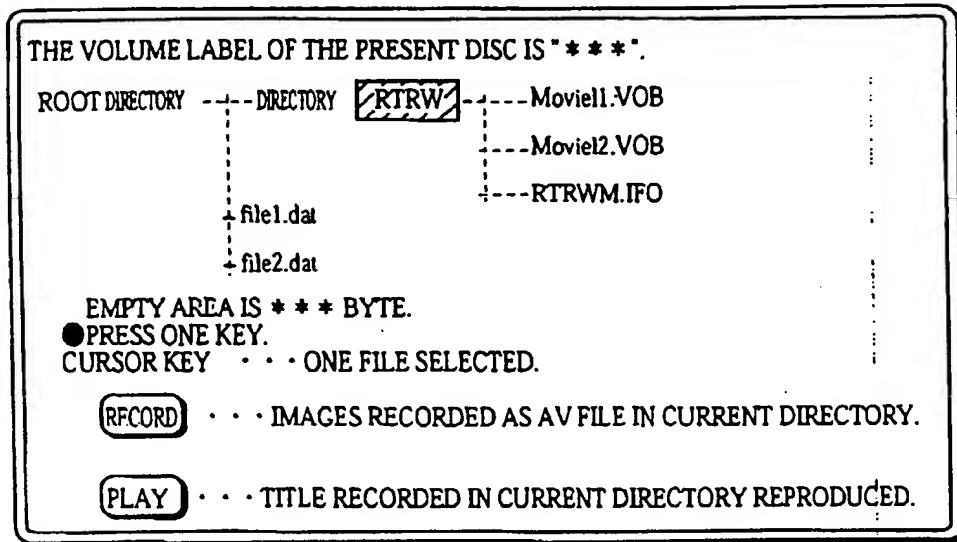 THE VOLUME LABEL OF THE PRESENT DISC IS "* * *".
ROOT DIRECTORY DIRECTORY RTRW Moviel1.VOB
Moviel2.VOB
RTRWM.IFO
file1.dat
file2.dat
EMPTY AREA IS * * * BYTE.
●PRESS ONE KEY.
CURSOR KEY · · · ONE FILE SELECTED.
RECORD · · · IMAGES RECORDED AS AV FILE IN CURRENT DIRECTORY.
PLAY · · · TITLE RECORDED IN CURRENT DIRECTORY REPRODUCED.